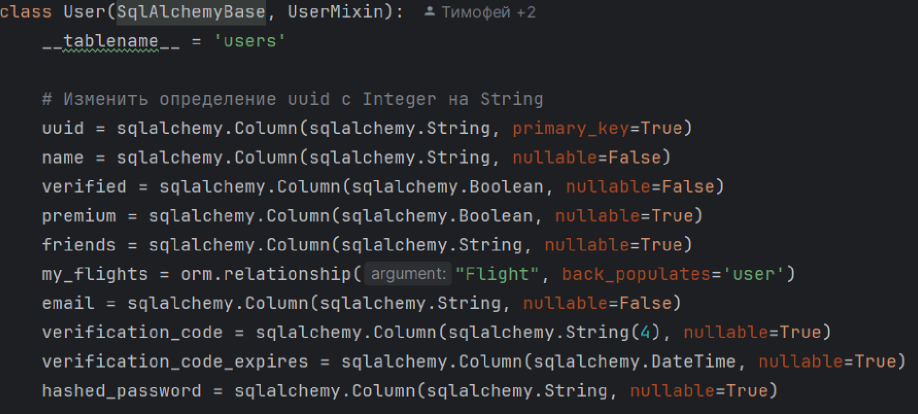 class User(SqlAlchemyBase, UserMixin): Тимофей +2
__tablename__ = 'users'
# Изменить определение uuid с Integer на String
uuid = sqlalchemy.Column(sqlalchemy.String, primary_key=True)
name = sqlalchemy.Column(sqlalchemy.String, nullable=False)
verified = sqlalchemy.Column(sqlalchemy.Boolean, nullable=False)
premium = sqlalchemy.Column(sqlalchemy.Boolean, nullable=True)
friends = sqlalchemy.Column(sqlalchemy.String, nullable=True)
my_flights = orm.relationship( argument: "Flight", back_populates='user')
email = sqlalchemy.Column(sqlalchemy.String, nullable=False)
verification_code = sqlalchemy.Column(sqlalchemy.String(4), nullable=True)
verification_code_expires = sqlalchemy.Column(sqlalchemy.DateTime, nullable=True)
hashed_password = sqlalchemy.Column(sqlalchemy.String, nullable=True)